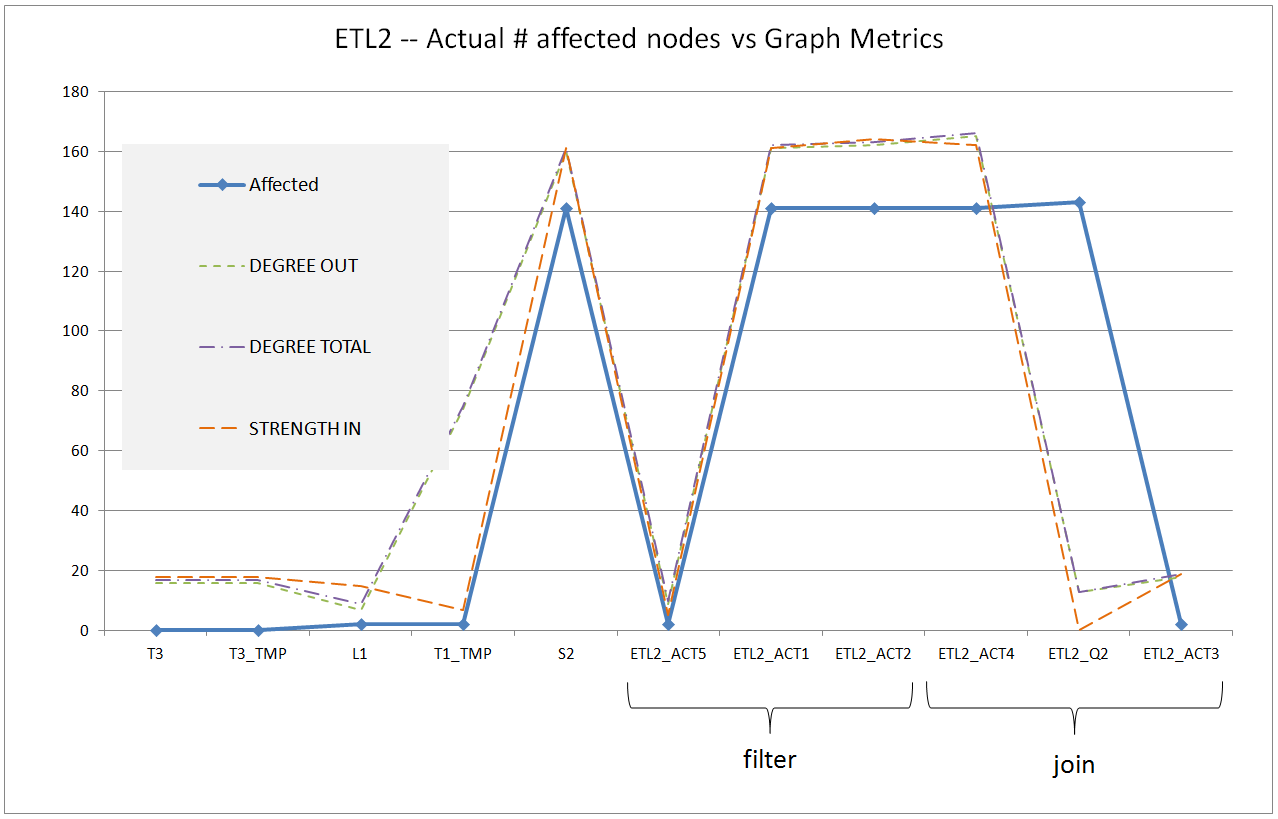 ETL2 -- Actual # affected nodes vs Graph Metrics
180
160
140
120
100
80
60
40
20
0
Affected
DEGREE OUT
DEGREE TOTAL
STRENGTH IN
T3 T3_TMP L1 T1_TMP S2 ETL2_ACT5 ETL2_ACT1 ETL2_ACT2 ETL2_ACT4 ETL2_Q2 ETL2_ACT3
filter join